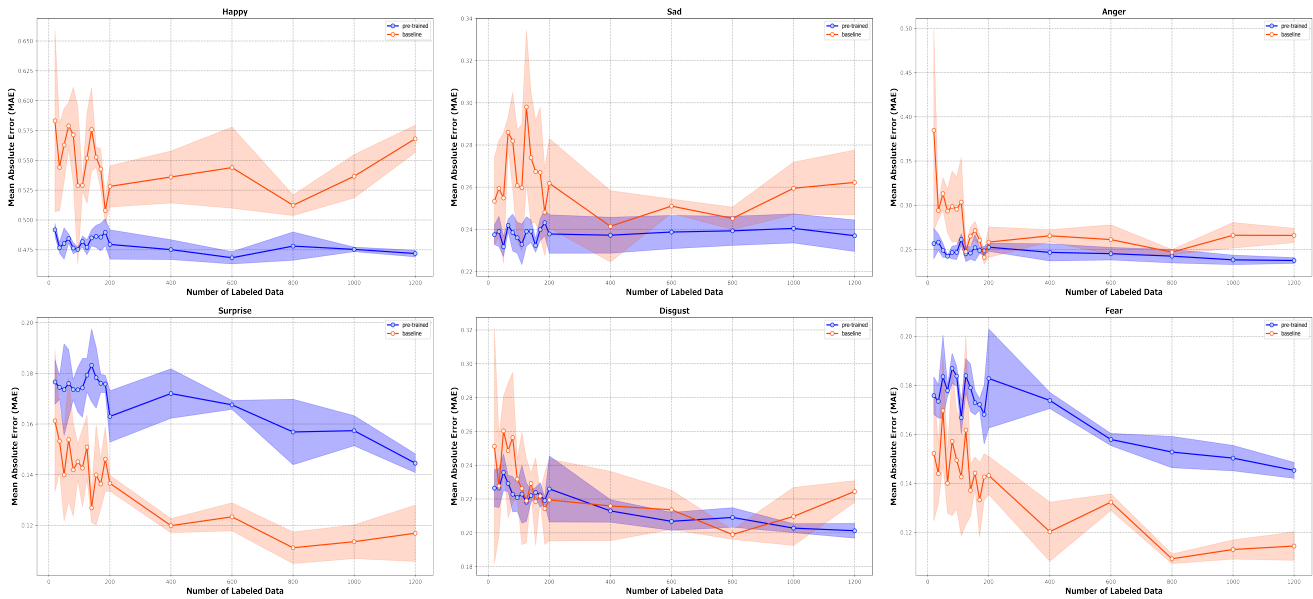 Happy
Mean Absolute Error (MAE)
0.650
0.625
0.600
0.575
0.550
0.525
0.500
0.475
0 200 400 600 800 1000 1200
Number of Labeled Data
pre-trained
baseline
Sad
Mean Absolute Error (MAE)
0.34
0.32
0.30
0.28
0.26
0.24
0.22
0 200 400 600 800 1000 1200
Number of Labeled Data
pre-trained
baseline
Anger
Mean Absolute Error (MAE)
0.50
0.45
0.40
0.35
0.30
0.25
0 200 400 600 800 1000 1200
Number of Labeled Data
pre-trained
baseline
Surprise
Mean Absolute Error (MAE)
0.20
0.18
0.16
0.14
0.12
0 200 400 600 800 1000 1200
Number of Labeled Data
pre-trained
baseline
Disgust
Mean Absolute Error (MAE)
0.32
0.30
0.28
0.26
0.24
0.22
0.20
0.18
0 200 400 600 800 1000 1200
Number of Labeled Data
pre-trained
baseline
Fear
Mean Absolute Error (MAE)
0.20
0.18
0.16
0.14
0.12
0 200 400 600 800 1000 1200
Number of Labeled Data
pre-trained
baseline